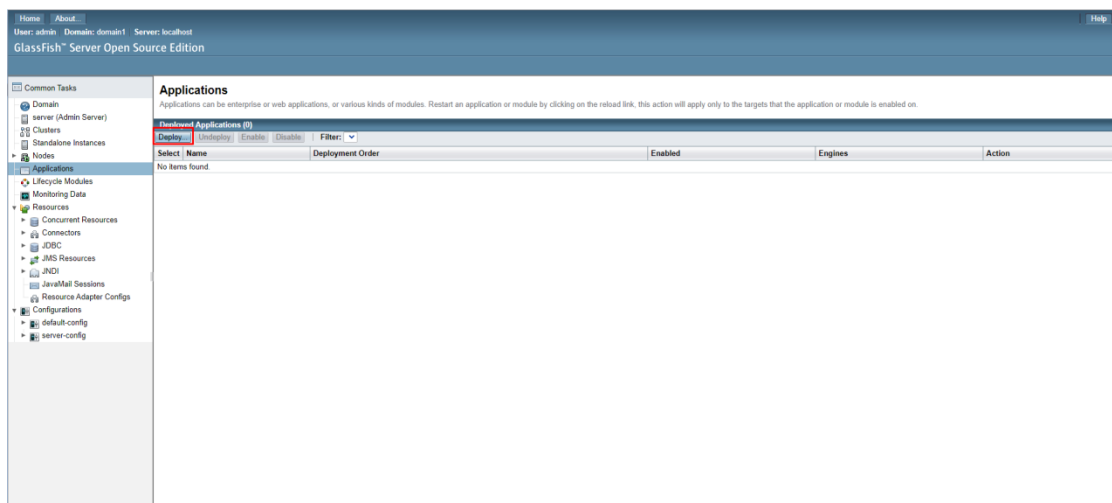 Home About... Help
User: admin Domain: domain1 Server: localhost
GlassFish™ Server Open Source Edition
Common Tasks
Domain
server (Admin Server)
Clusters
Standalone Instances
Nodes
Applications
Lifecycle Modules
Monitoring Data
Resources
Concurrent Resources
Connectors
JDBC
JMS Resources
JNDI
JavaMail Sessions
Resource Adapter Configs
Configurations
default-config
server-config
Applications
Applications can be enterprise or web applications, or various kinds of modules. Restart an application or module by clicking on the reload link, this action will apply only to the targets that the application or module is enabled on.
Deployed Applications (0)
Deploy... Undeploy Enable Disable Filter:
Select Name Deployment Order Enabled Engines Action
No items found.